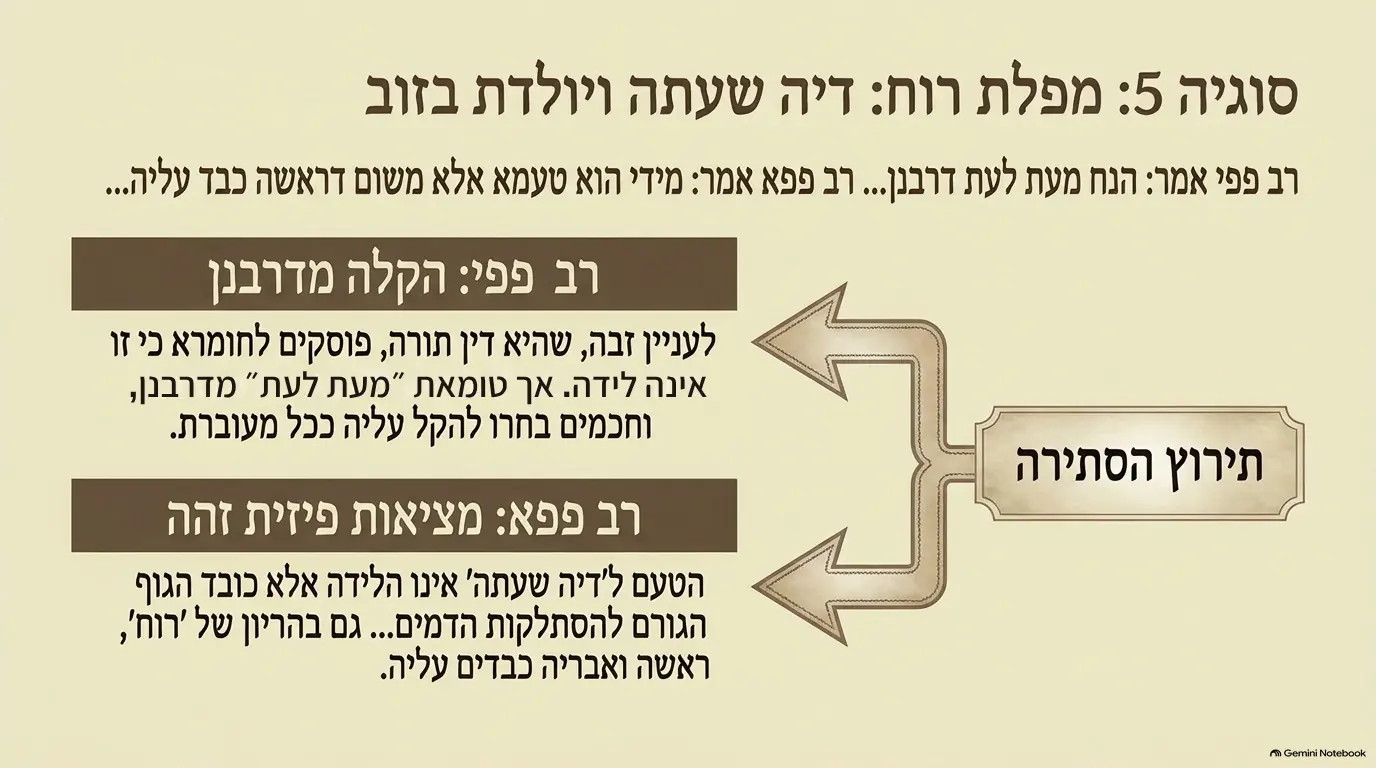 סוגיה 5: מפלת רוח: דיה שעתה ויולדת בזוב
רב פפי אמר: הנח מעת לעת דרבנן... רב פפא אמר: מידי הוא טעמא אלא משום דראשה כבד עליה...
תירוץ הסתירה
רב פפי: הקלה מדרבנן
לעניין זבה, שהיא דין תורה, פוסקים לחומרא כי זו
אינה לידה. אך טומאת "מעת לעת" מדרבנן,
וחכמים בחרו להקל עליה ככל מעוברת.
רב פפא: מציאות פיזית זהה
הטעם ל'דיה שעתה' אינו הלידה אלא כובד הגוף
הגורם להסתלקות הדמים... גם בהריון של 'רוח',
ראשה ואבריה כבדים עליה.
Gemini Notebook